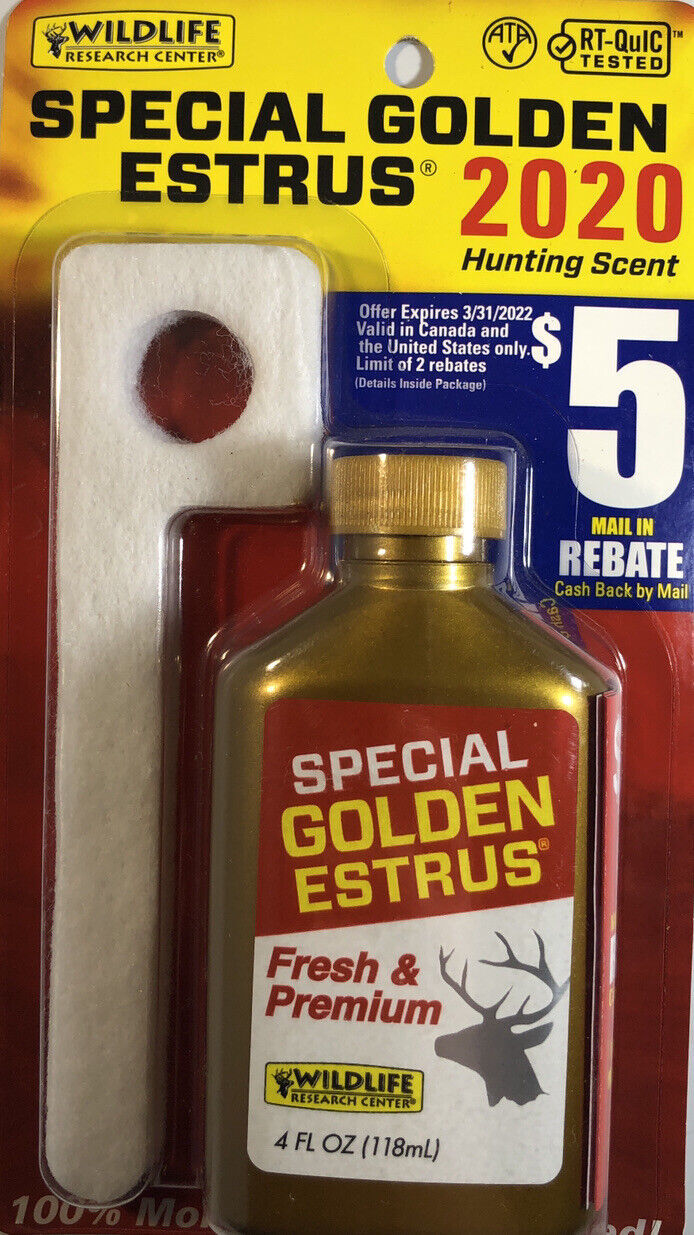 WILDLIFE
RESEARCH CENTER®
ATA
RT-QuIC™
TESTED
SPECIAL GOLDEN
ESTRUS® 2020
Hunting Scent
Offer Expires 3/31/2022
Valid in Canada and
the United States only.
Limit of 2 rebates
(Details Inside Package)
$5
MAIL IN
REBATE
Cash Back by Mail
SPECIAL
GOLDEN
ESTRUS®
Fresh &
Premium
WILDLIFE
RESEARCH CENTER®
4 FL OZ (118mL)
100%